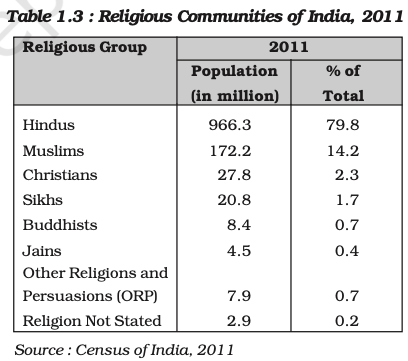 Table 1.3 : Religious Communities of India, 2011
Religious Group 2011
Population % of
(in million) Total
Hindus 966.3 79.8
Muslims 172.2 14.2
Christians 27.8 2.3
Sikhs 20.8 1.7
Buddhists 8.4 0.7
Jains 4.5 0.4
Other Religions and
Persuasions (ORP) 7.9 0.7
Religion Not Stated 2.9 0.2
Source : Census of India, 2011